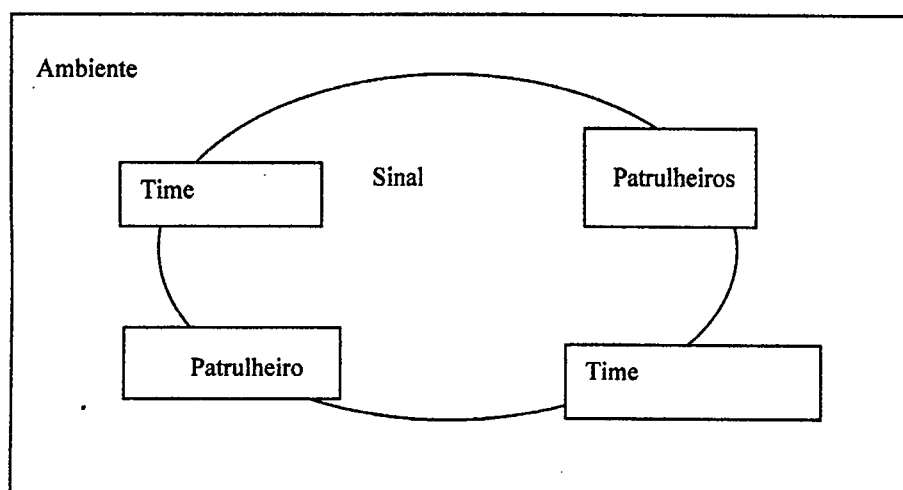 Ambiente
Time
Sinal
Patrulheiros
Patrulheiro
Time